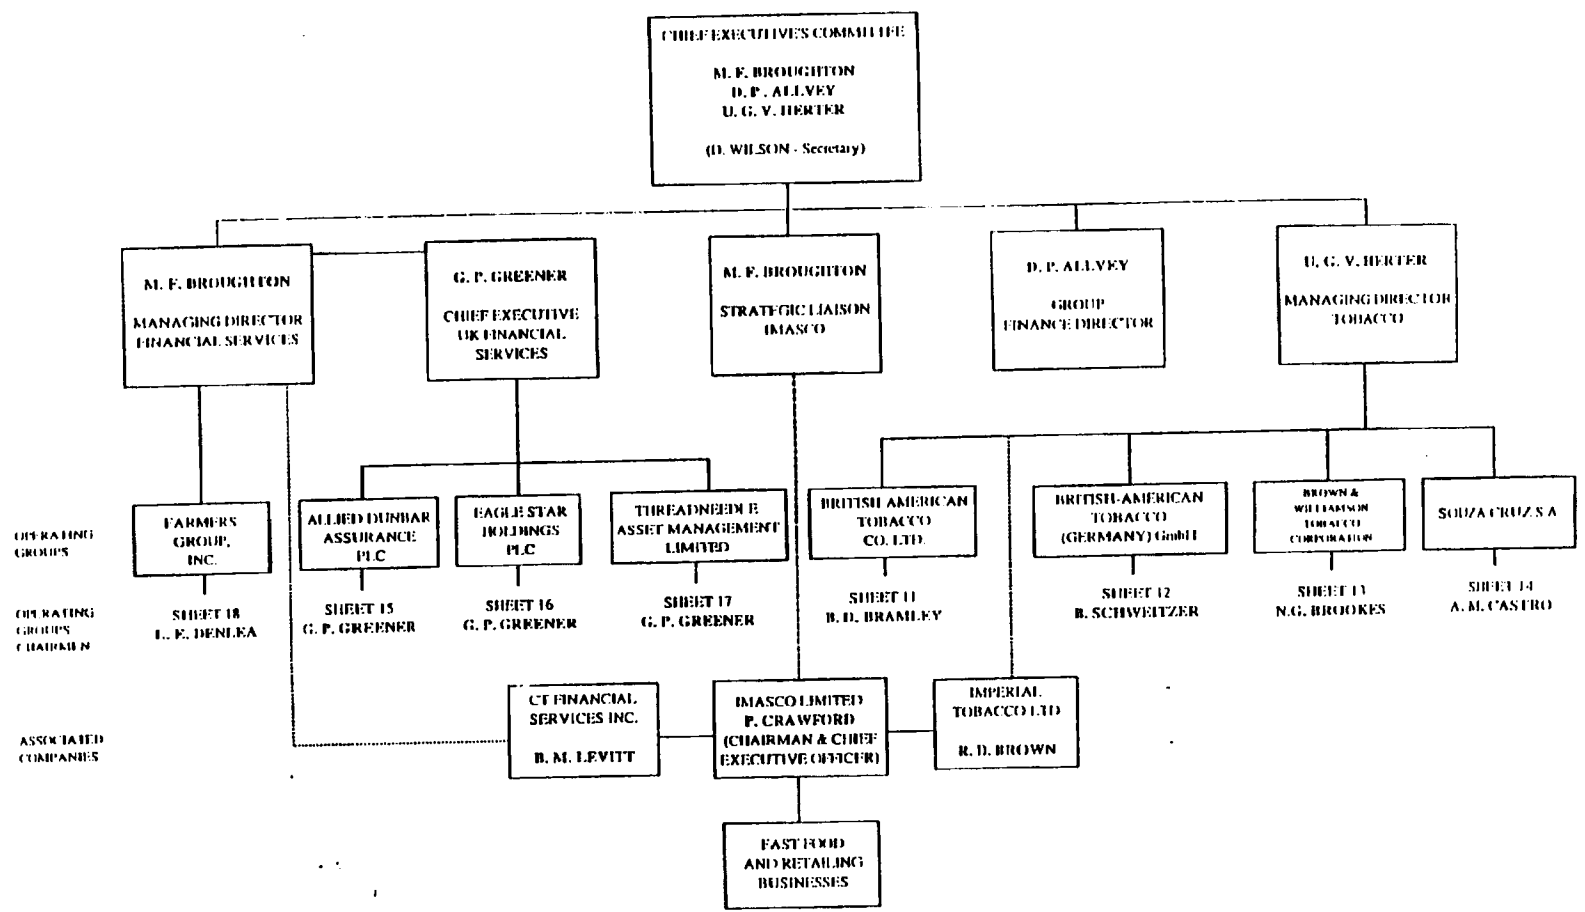 CHIEF EXECUTIVE'S COMMITTEE
M. F. BROUGHTON
D. P. ALLVEY
U. G. V. HERTER
(D. WILSON - Secretary)
M. F. BROUGHTON
MANAGING DIRECTOR
FINANCIAL SERVICES
G. P. GREENER
CHIEF EXECUTIVE
UK FINANCIAL
SERVICES
M. F. BROUGHTON
STRATEGIC LIAISON
IMASCO
D. P. ALLVEY
GROUP
FINANCE DIRECTOR
U. G. V. HERTER
MANAGING DIRECTOR
TOBACCO
OPERATING
GROUPS
FARMERS
GROUP,
INC.
ALLIED DUNBAR
ASSURANCE
PLC
EAGLE STAR
HOLDINGS
PLC
THREADNEEDLE
ASSET MANAGEMENT
LIMITED
BRITISH AMERICAN
TOBACCO
CO. LTD.
BRITISH-AMERICAN
TOBACCO
(GERMANY) GmbH
BROWN &
WILLIAMSON
TOBACCO
CORPORATION
SOUZA CRUZ S A
OPERATING
GROUPS
CHAIRMEN
SHEET 18
L. E. DENLEA
SHEET 15
G. P. GREENER
SHEET 16
G. P. GREENER
SHEET 17
G. P. GREENER
SHEET 11
B. D. BRAMLEY
SHEET 12
B. SCHWEITZER
SHEET 13
N.G. BROOKES
SHEET 14
A. M. CASTRO
ASSOCIATED
COMPANIES
CT FINANCIAL
SERVICES INC.
B. M. LEVITT
IMASCO LIMITED
P. CRAWFORD
(CHAIRMAN & CHIEF
EXECUTIVE OFFICER)
IMPERIAL
TOBACCO LTD
R. D. BROWN
FAST FOOD
AND RETAILING
BUSINESSES